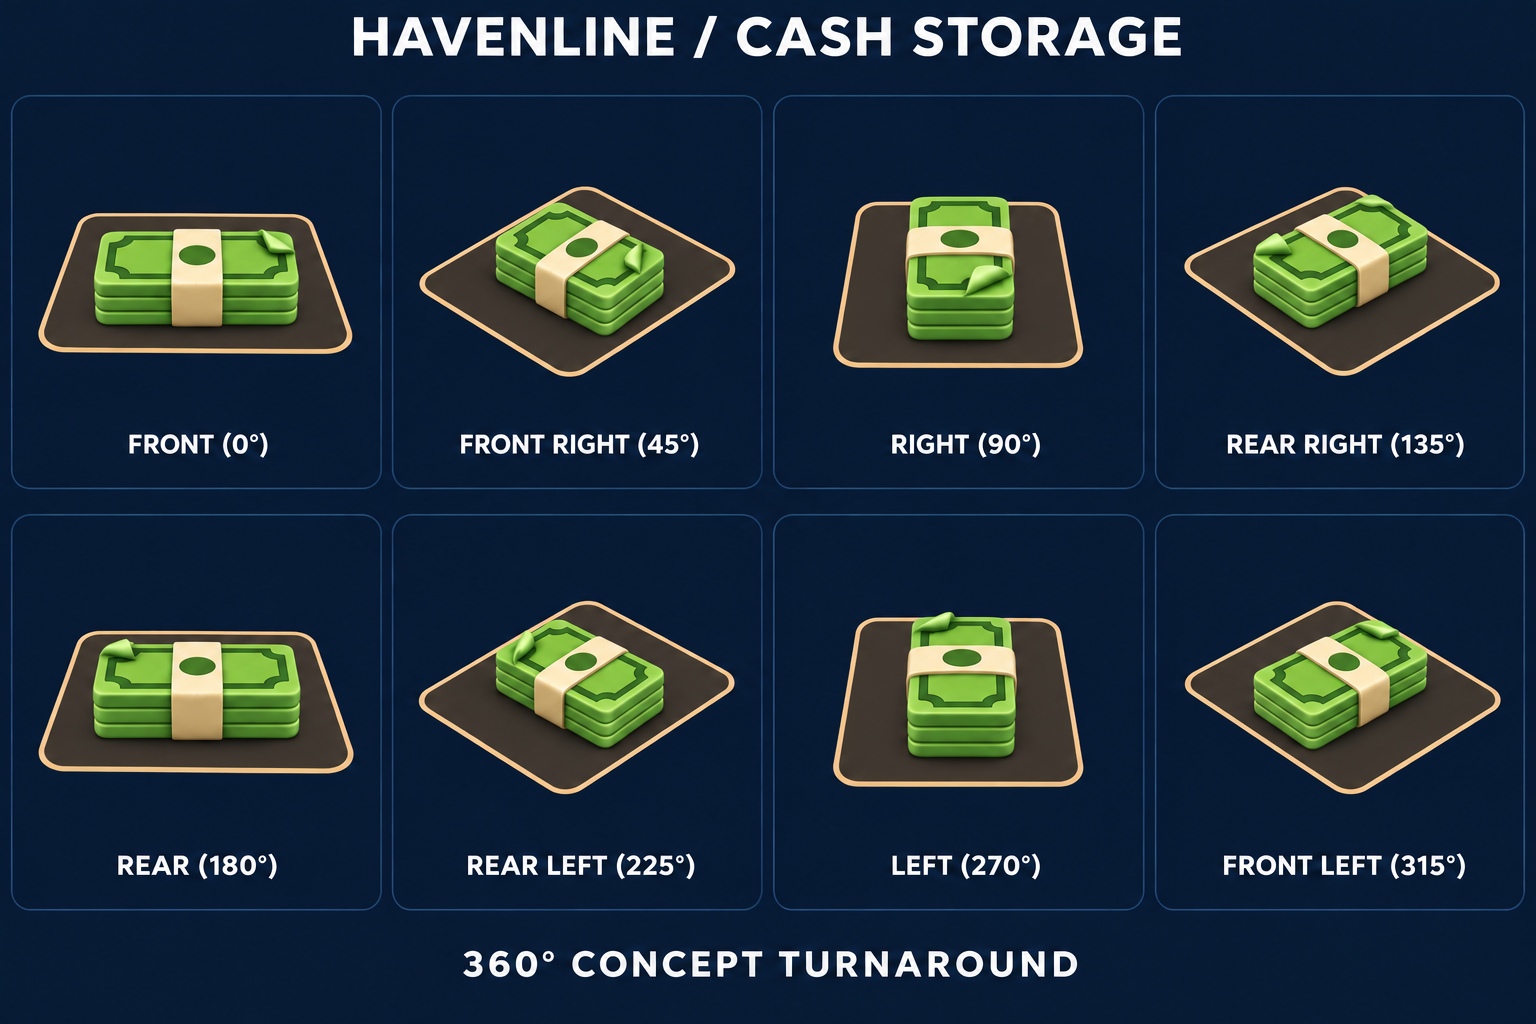 HAVENLINE / CASH STORAGE
FRONT (0°)
FRONT RIGHT (45°)
RIGHT (90°)
REAR RIGHT (135°)
REAR (180°)
REAR LEFT (225°)
LEFT (270°)
FRONT LEFT (315°)
360° CONCEPT TURNAROUND